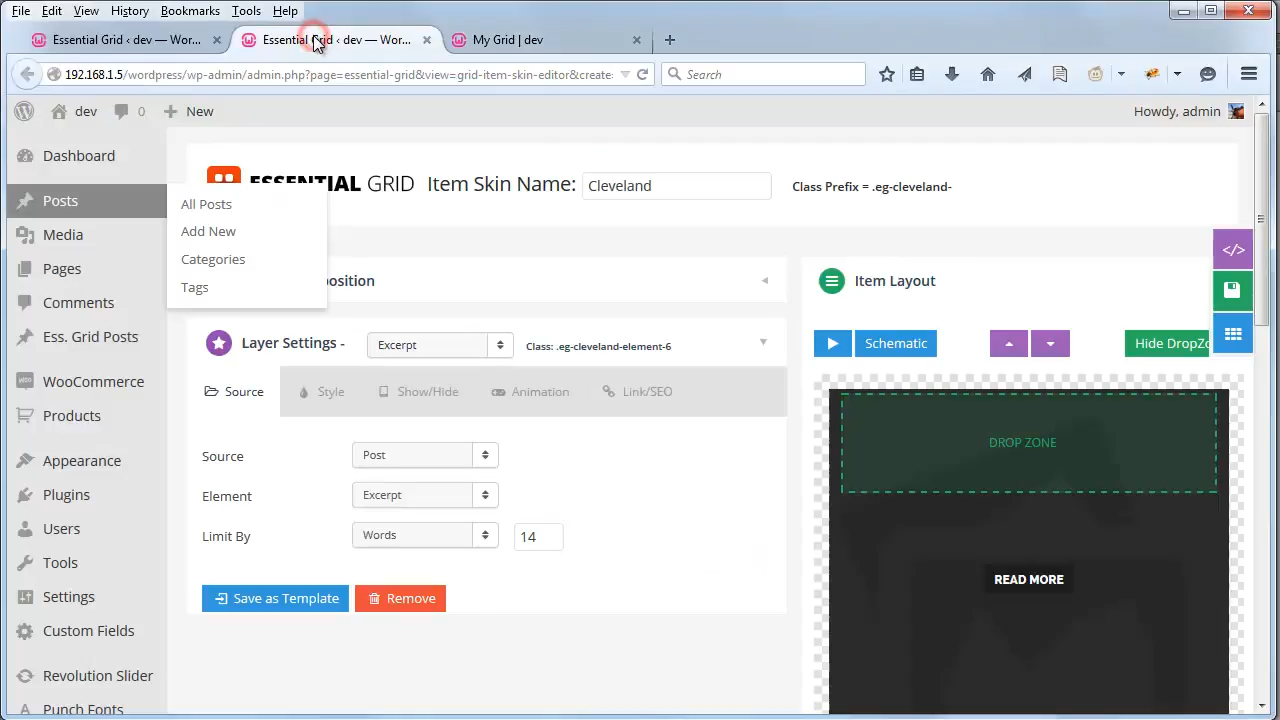 File Edit View History Bookmarks Tools Help
Essential Grid ‹ dev — Wor... × Essential Grid ‹ dev — Wor... × My Grid | dev × +
192.168.1.5/wordpress/wp-admin/admin.php?page=essential-grid&view=grid-item-skin-editor&create= Search
dev 0 + New Howdy, admin
Dashboard
Posts
All Posts
Add New
Categories
Tags
Media
Pages
Comments
Ess. Grid Posts
WooCommerce
Products
Appearance
Plugins
Users
Tools
Settings
Custom Fields
Revolution Slider
Punch Fonts
ESSENTIAL GRID Item Skin Name: Cleveland Class Prefix = .eg-cleveland-
osition
Layer Settings - Excerpt Class: .eg-cleveland-element-6
Source Style Show/Hide Animation Link/SEO
Source Post
Element Excerpt
Limit By Words 14
Save as Template Remove
Item Layout
</>
Schematic Hide DropZo
DROP ZONE
READ MORE